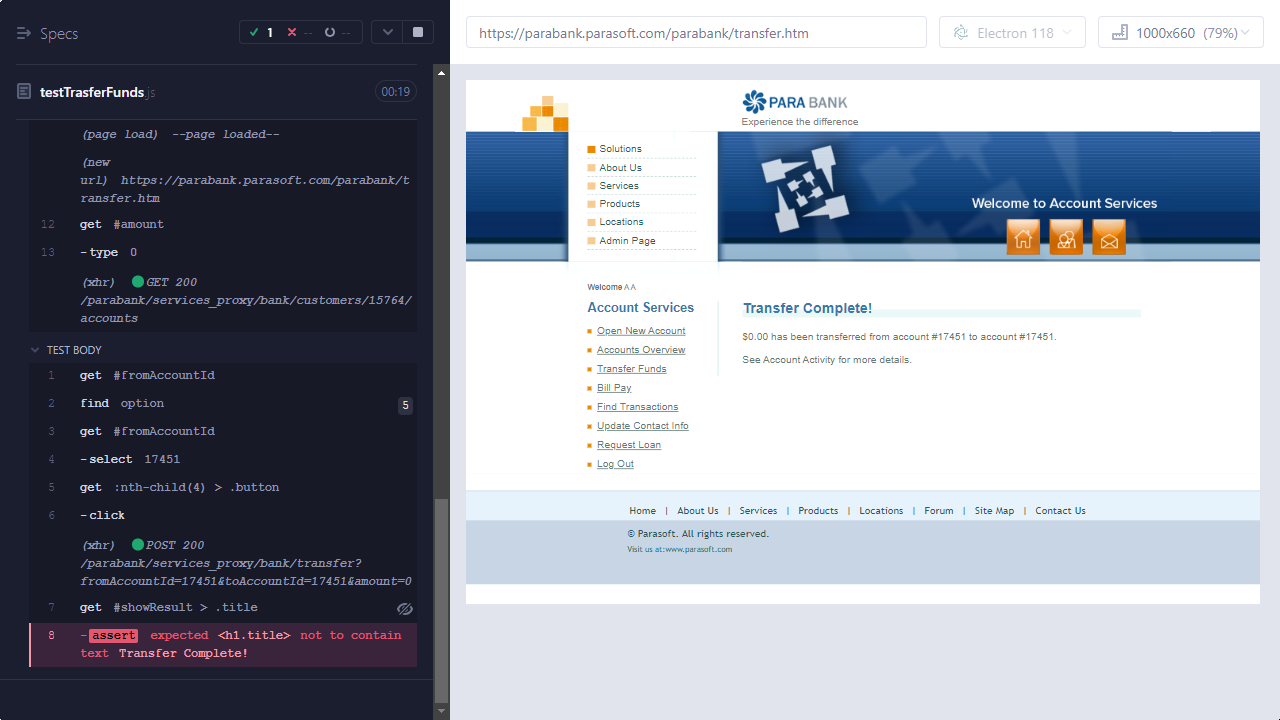 Specs
1 -- --
testTrasferFunds.js
00:19
(page load) --page loaded--
(new
url) https://parabank.parasoft.com/parabank/t
ransfer.htm
12 get #amount
13 -type 0
(xhr) GET 200
/parabank/services_proxy/bank/customers/15764/
accounts
TEST BODY
1 get #fromAccountId
2 find option 5
3 get #fromAccountId
4 -select 17451
5 get :nth-child(4) > .button
6 -click
(xhr) POST 200
/parabank/services_proxy/bank/transfer?
fromAccountId=17451&toAccountId=17451&amount=0
7 get #showResult > .title
8 -assert expected <h1.title> not to contain
text Transfer Complete!
https://parabank.parasoft.com/parabank/transfer.htm
Electron 118
1000x660 (79%)
PARA BANK
Experience the difference
Solutions
About Us
Services
Products
Locations
Admin Page
Welcome to Account Services
Welcome A A
Account Services
Open New Account
Accounts Overview
Transfer Funds
Bill Pay
Find Transactions
Update Contact Info
Request Loan
Log Out
Transfer Complete!
$0.00 has been transferred from account #17451 to account #17451.
See Account Activity for more details.
Home | About Us | Services | Products | Locations | Forum | Site Map | Contact Us
© Parasoft. All rights reserved.
Visit us at:www.parasoft.com